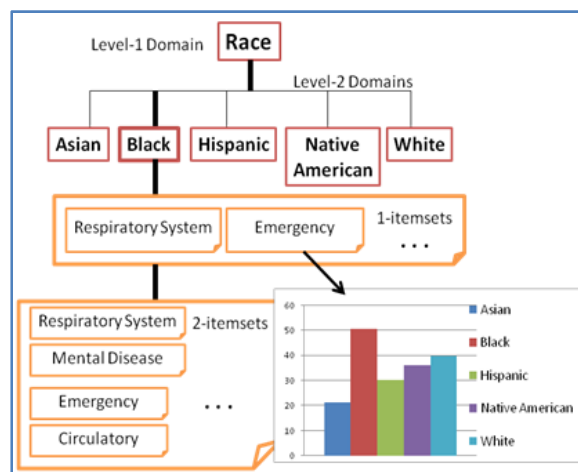 Level-1 Domain
Race
Level-2 Domains
Asian
Black
Hispanic
Native
American
White
Respiratory System
Emergency
1-itemsets
...
Respiratory System
2-itemsets
Mental Disease
Emergency
...
Circulatory
60
50
40
30
20
10
0
Asian
Black
Hispanic
Native American
White